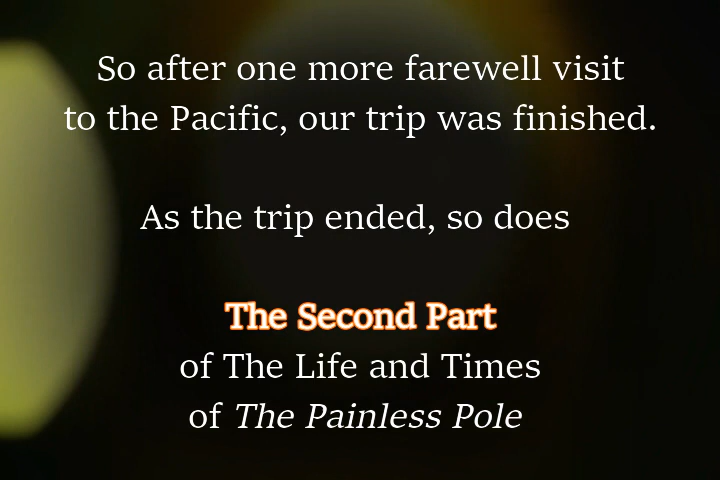 So after one more farewell visit
to the Pacific, our trip was finished.
As the trip ended, so does
The Second Part
of The Life and Times
of The Painless Pole